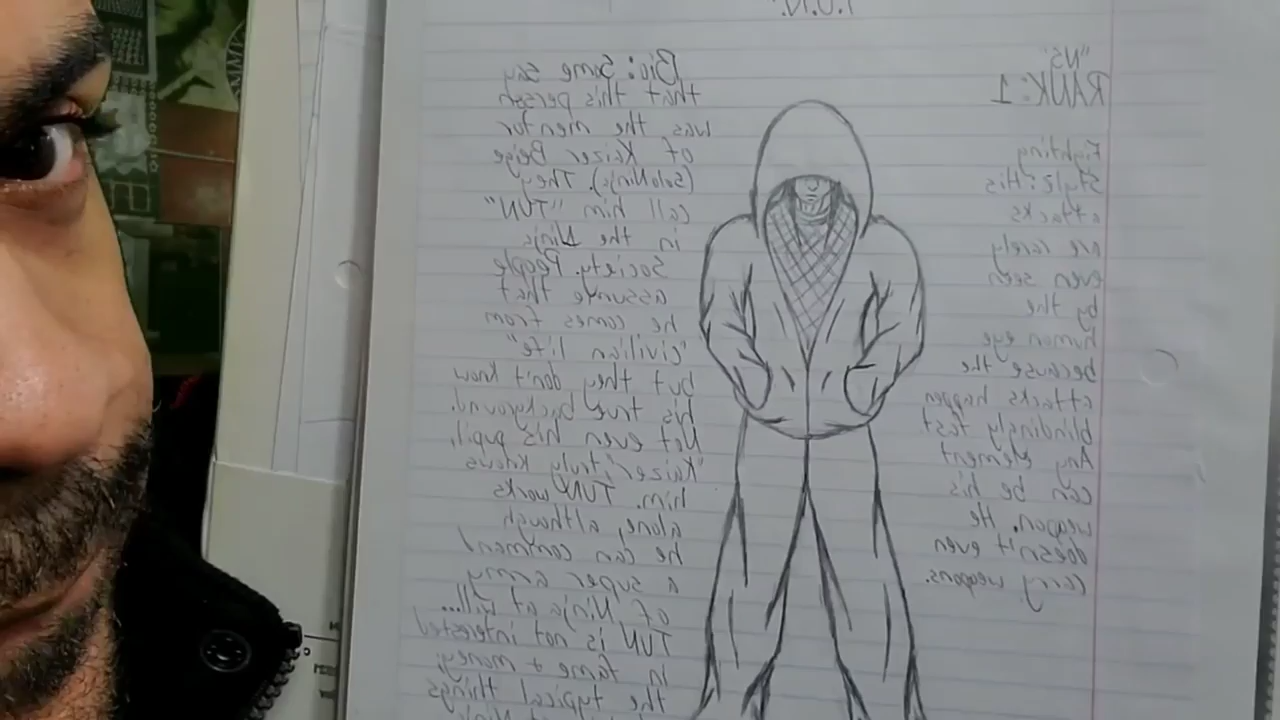 T.U.N.
"NS"
RANK: 1
Fighting
Style: His
attacks
are rarely
even seen
by the
human eye
because the
attacks happen
blindingly fast
Any element
can be his
weapon. He
doesn't even
carry weapons.
Bio: Some say
that this person
was the mentor
of Kaizer Beige
(SoloNinja). They
call him "TUN"
in the Ninja
Society. People
assume that
he comes from
"civilian life"
but they don't know
his true background.
Not even his pupil,
"Kaizer", truly knows
him. TUN works
alone, although
he can command
a super army
of Ninja at will....
TUN is not interested
in fame & money;
the typical things